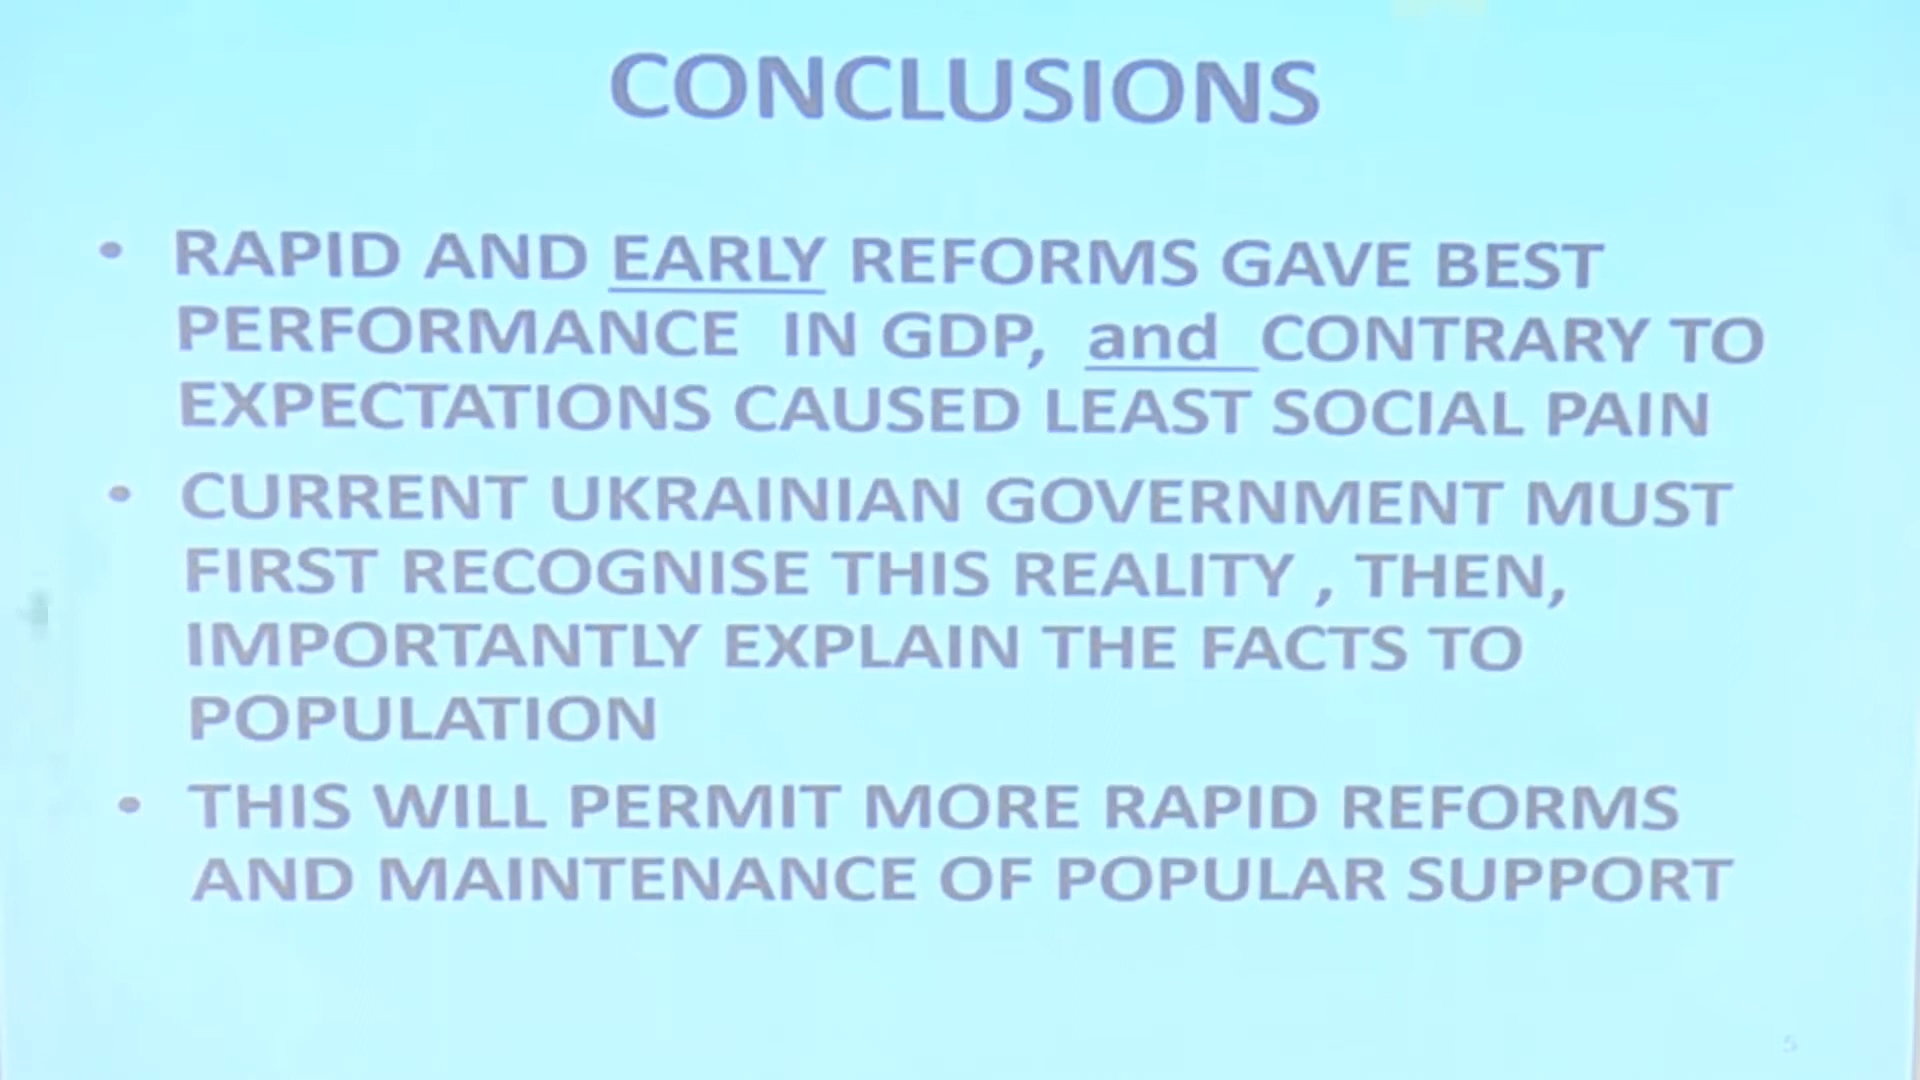 CONCLUSIONS
• RAPID AND EARLY REFORMS GAVE BEST
PERFORMANCE IN GDP, and CONTRARY TO
EXPECTATIONS CAUSED LEAST SOCIAL PAIN
• CURRENT UKRAINIAN GOVERNMENT MUST
FIRST RECOGNISE THIS REALITY , THEN,
IMPORTANTLY EXPLAIN THE FACTS TO
POPULATION
• THIS WILL PERMIT MORE RAPID REFORMS
AND MAINTENANCE OF POPULAR SUPPORT
5